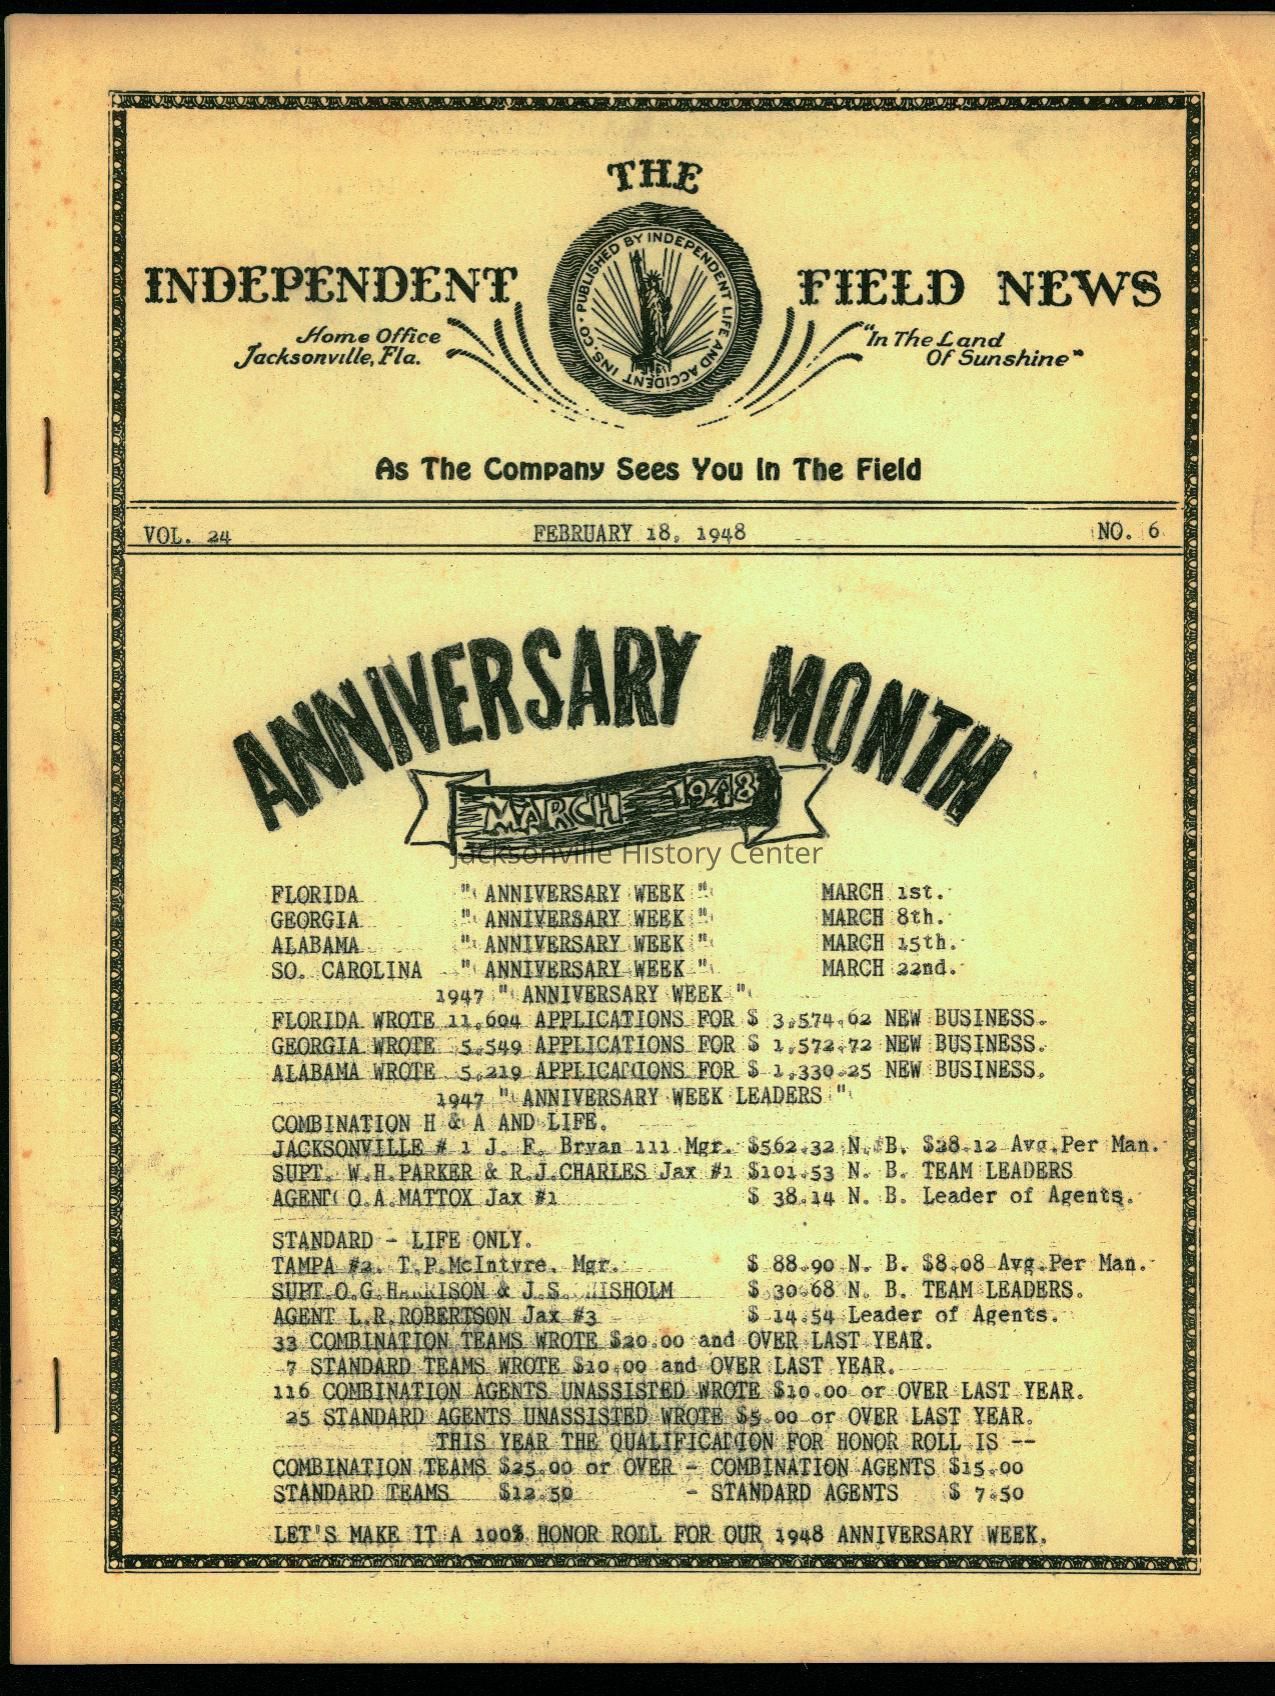 THE
INDEPENDENT FIELD NEWS
PUBLISHED BY INDEPENDENT LIFE AND ACCIDENT INS. CO.
Home Office
Jacksonville, Fla.
"In The Land
Of Sunshine"
As The Company Sees You In The Field
VOL. 24 FEBRUARY 18, 1948 NO. 6
ANNIVERSARY MONTH
MARCH 1948
Jacksonville History Center
FLORIDA " ANNIVERSARY WEEK " MARCH 1st.
GEORGIA " ANNIVERSARY WEEK " MARCH 8th.
ALABAMA " ANNIVERSARY WEEK " MARCH 15th.
SO. CAROLINA " ANNIVERSARY WEEK " MARCH 22nd.
1947 " ANNIVERSARY WEEK "
FLORIDA WROTE 11,604 APPLICATIONS FOR $ 3,574.62 NEW BUSINESS.
GEORGIA WROTE 5,549 APPLICATIONS FOR $ 1,572.72 NEW BUSINESS.
ALABAMA WROTE 5,219 APPLICATIONS FOR $ 1,330.25 NEW BUSINESS.
1947 " ANNIVERSARY WEEK LEADERS "
COMBINATION H & A AND LIFE.
JACKSONVILLE # 1 J. F. Bryan 111 Mgr. $562.32 N. B. $28.12 Avg.Per Man.
SUPT. W.H.PARKER & R.J.CHARLES Jax #1 $101.53 N. B. TEAM LEADERS
AGENT O.A.MATTOX Jax #1 $ 38.14 N. B. Leader of Agents.
STANDARD - LIFE ONLY.
TAMPA #2. T.P.McIntyre. Mgr. $ 88.90 N. B. $8.08 Avg.Per Man.
SUPT.O.G. & J.S. $ 30.68 N. B. TEAM LEADERS.
AGENT L.R.ROBERTSON Jax #3 $ 14.54 Leader of Agents.
33 COMBINATION TEAMS WROTE $20.00 and OVER LAST YEAR.
7 STANDARD TEAMS WROTE $10.00 and OVER LAST YEAR.
116 COMBINATION AGENTS UNASSISTED WROTE $10.00 or OVER LAST YEAR.
25 STANDARD AGENTS UNASSISTED WROTE $5.00 or OVER LAST YEAR.
THIS YEAR THE QUALIFICATION FOR HONOR ROLL IS --
COMBINATION TEAMS $25.00 or OVER - COMBINATION AGENTS $15.00
STANDARD TEAMS $12.50 - STANDARD AGENTS $ 7.50
LET'S MAKE IT A 100% HONOR ROLL FOR OUR 1948 ANNIVERSARY WEEK.